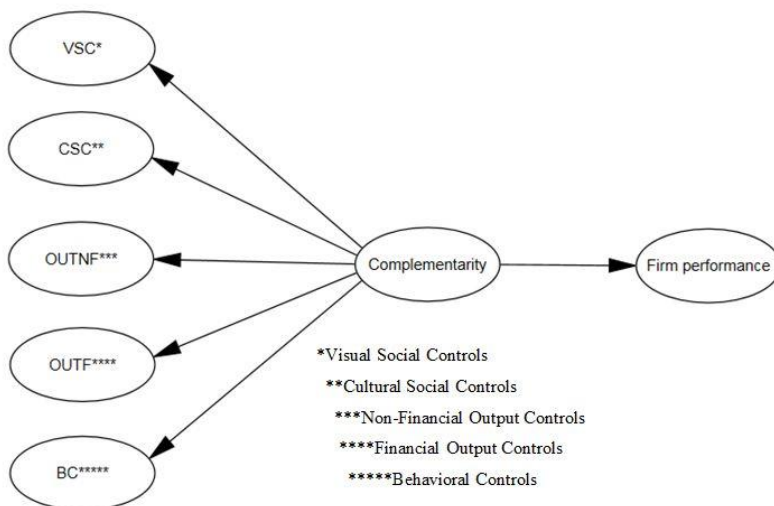 VSC*
CSC**
OUTNF***
Complementarity
Firm performance
OUTF****
BC*****
*Visual Social Controls
**Cultural Social Controls
***Non-Financial Output Controls
****Financial Output Controls
*****Behavioral Controls